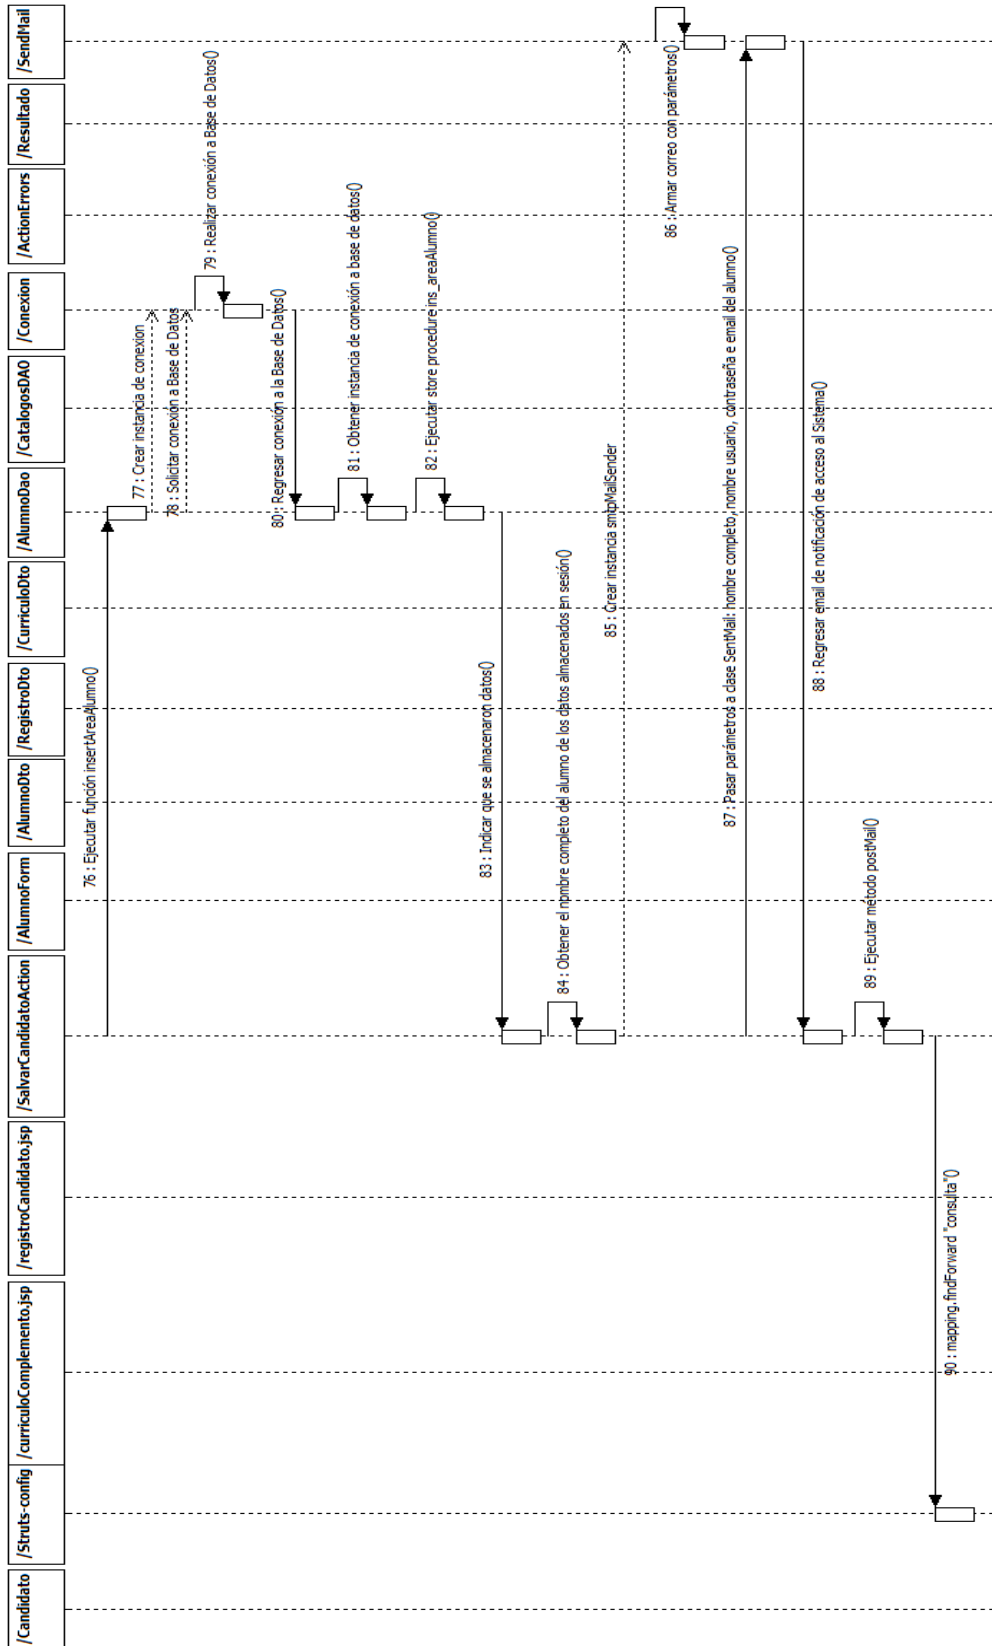 /Candidato
/Struts-config
/curriculoComplemento.jsp
/registroCandidato.jsp
/SalvarCandidatoAction
/AlumnoForm
/AlumnoDto
/RegistroDto
/CurriculoDto
/AlumnoDao
/CatalogosDAO
/Conexion
/ActionErrors
/Resultado
/SendMail
76 : Ejecutar función insertAreaAlumno()
77 : Crear instancia de conexion
78 : Solicitar conexión a Base de Datos
79 : Realizar conexión a Base de Datos()
80 : Regresar conexión a la Base de Datos()
81 : Obtener instancia de conexión a base de datos()
82 : Ejecutar store procedure ins_areaAlumno()
83 : Indicar que se almacenaron datos()
84 : Obtener el nombre completo del alumno de los datos almacenados en sesión()
85 : Crear instancia smtpMailSender
86 : Armar correo con parámetros()
87 : Pasar parámetros a clase SentMail: nombre completo, nombre usuario, contraseña e email del alumno()
88 : Regresar email de notificación de acceso al Sistema()
89 : Ejecutar método postMail()
90 : mapping.findForward "consulta"()